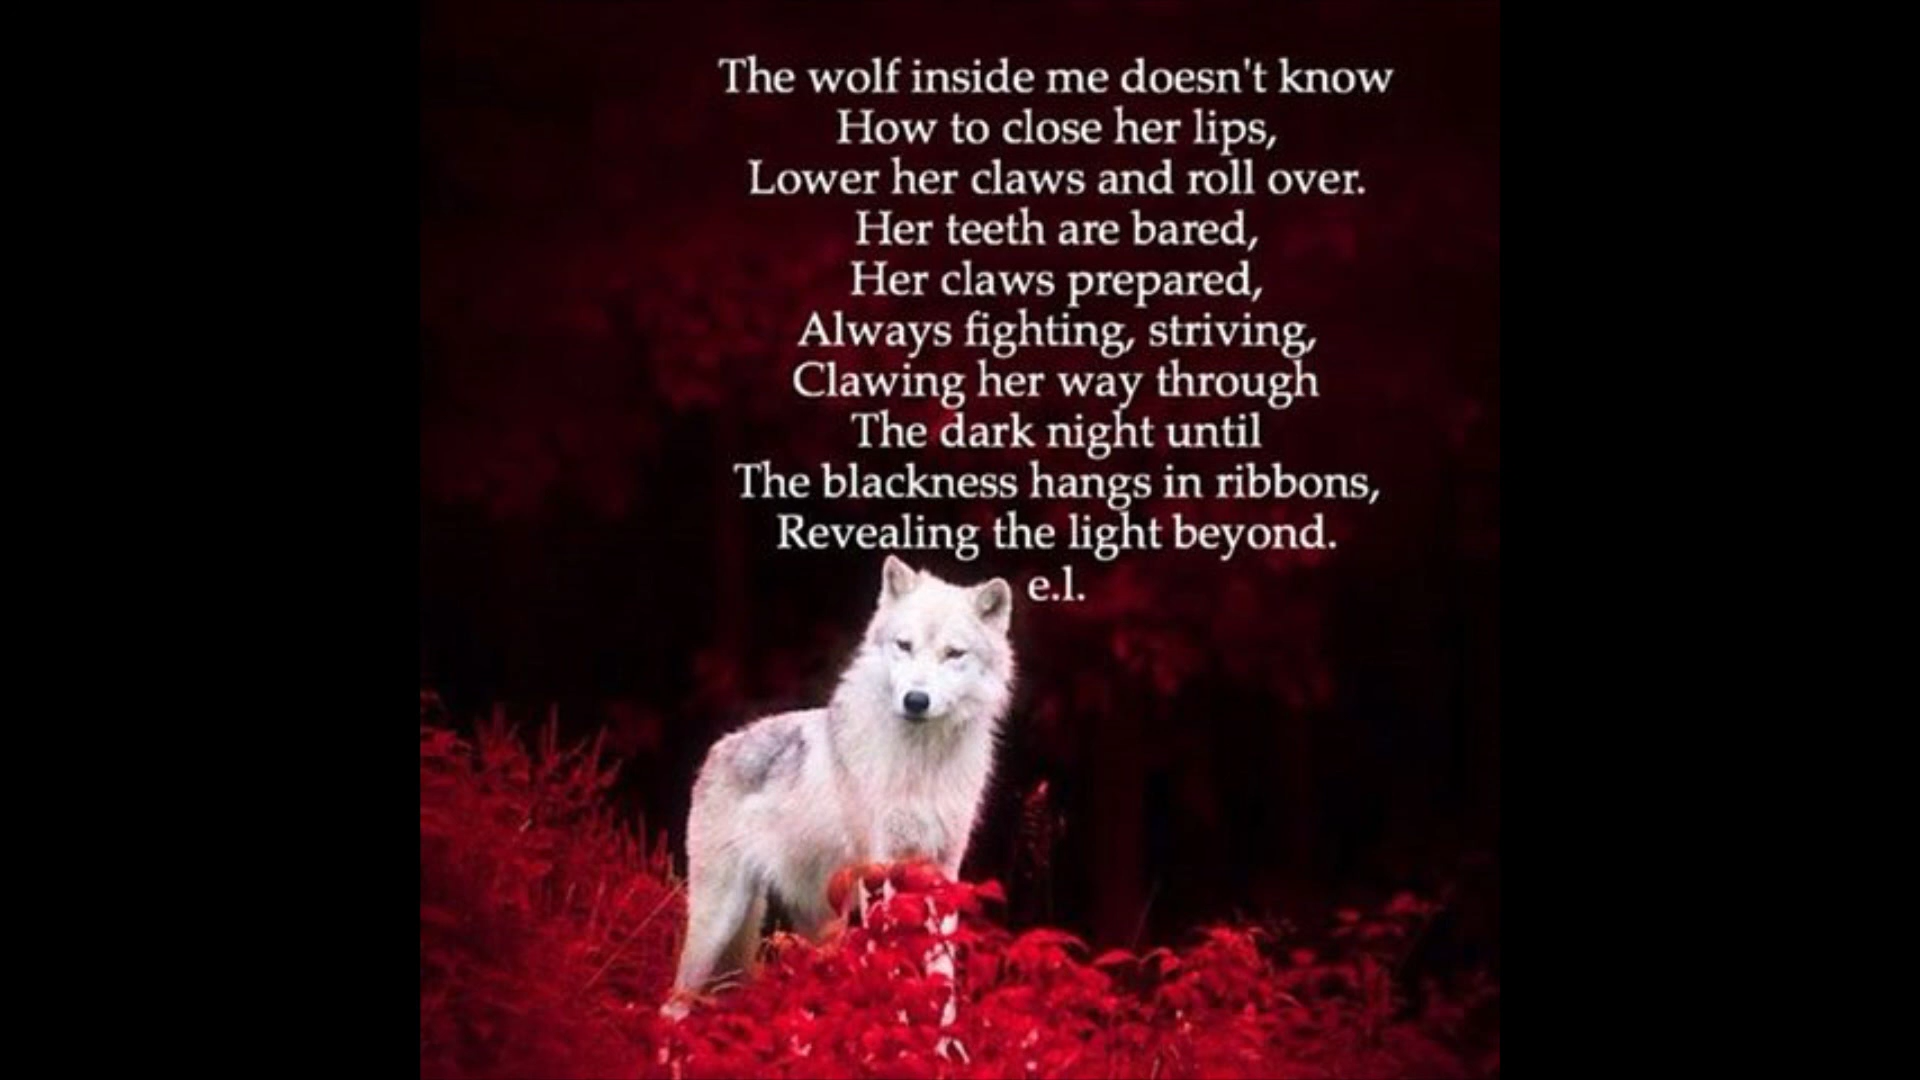 The wolf inside me doesn't know
How to close her lips,
Lower her claws and roll over.
Her teeth are bared,
Her claws prepared,
Always fighting, striving,
Clawing her way through
The dark night until
The blackness hangs in ribbons,
Revealing the light beyond.
e.l.